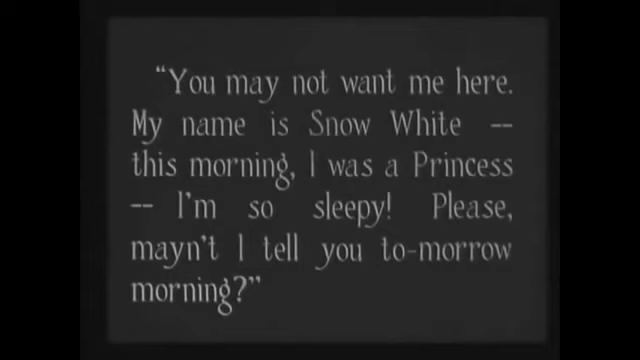 “You may not want me here.
My name is Snow White --
this morning, I was a Princess
-- I'm so sleepy! Please,
mayn't I tell you to-morrow
morning?”